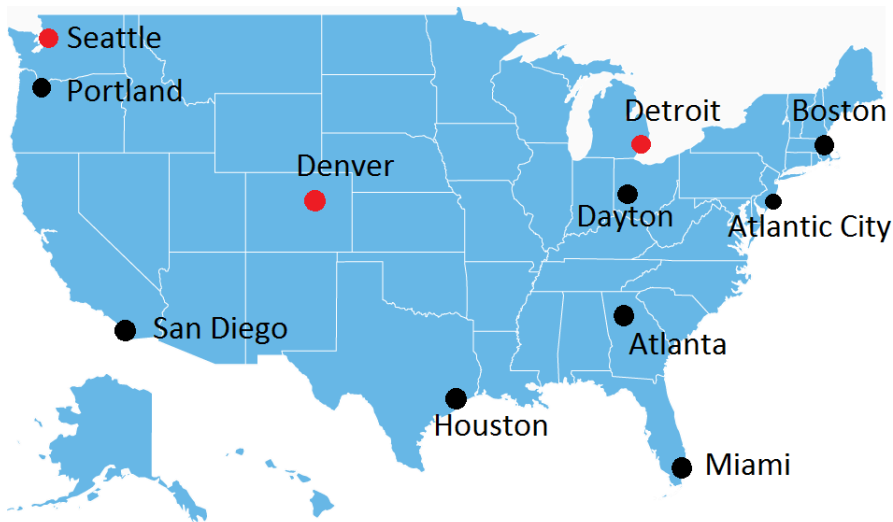 Seattle
Portland
Detroit
Boston
Denver
Dayton
Atlantic City
San Diego
Atlanta
Houston
Miami